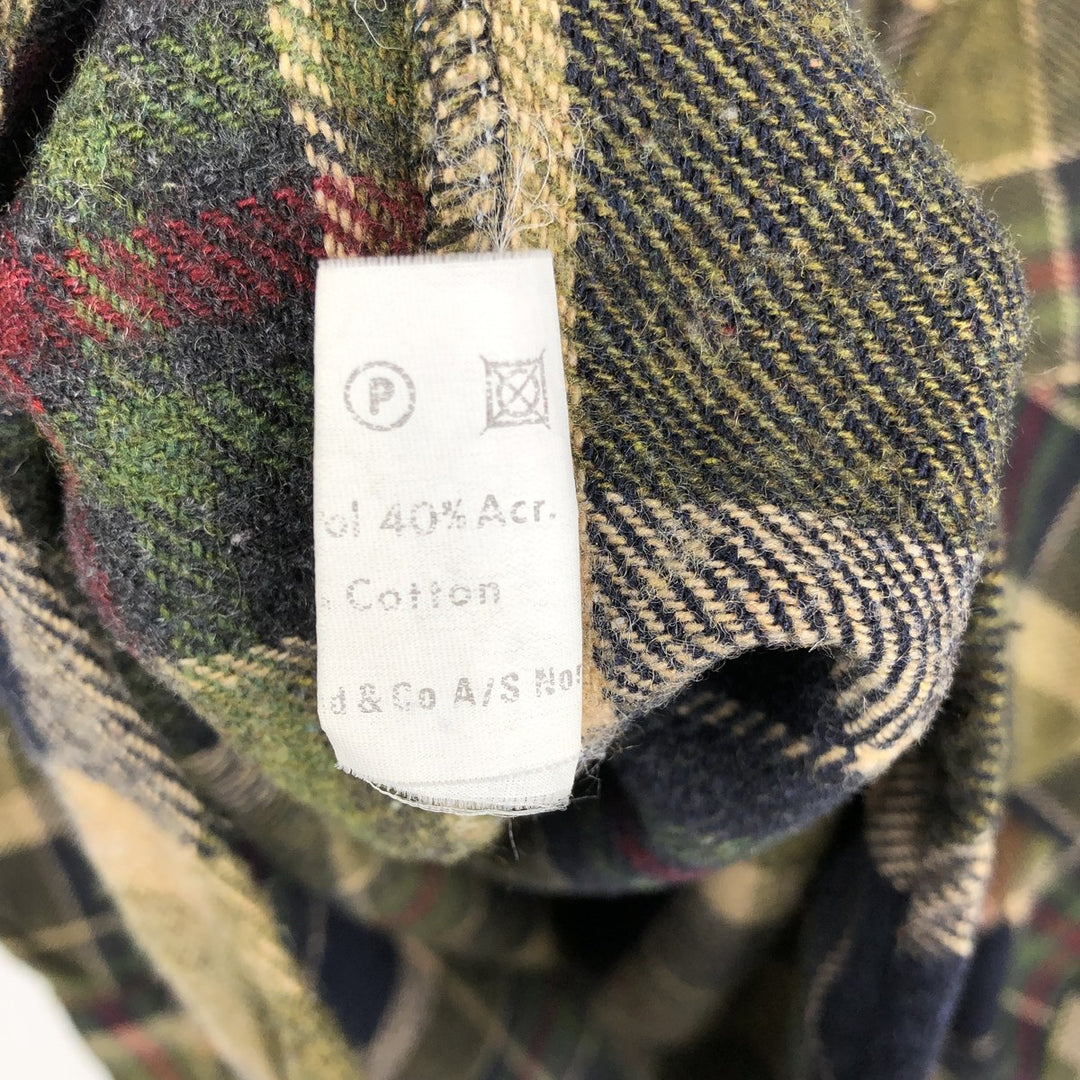 P
ol 40% Acr.
Cotton
d & Co A/S No